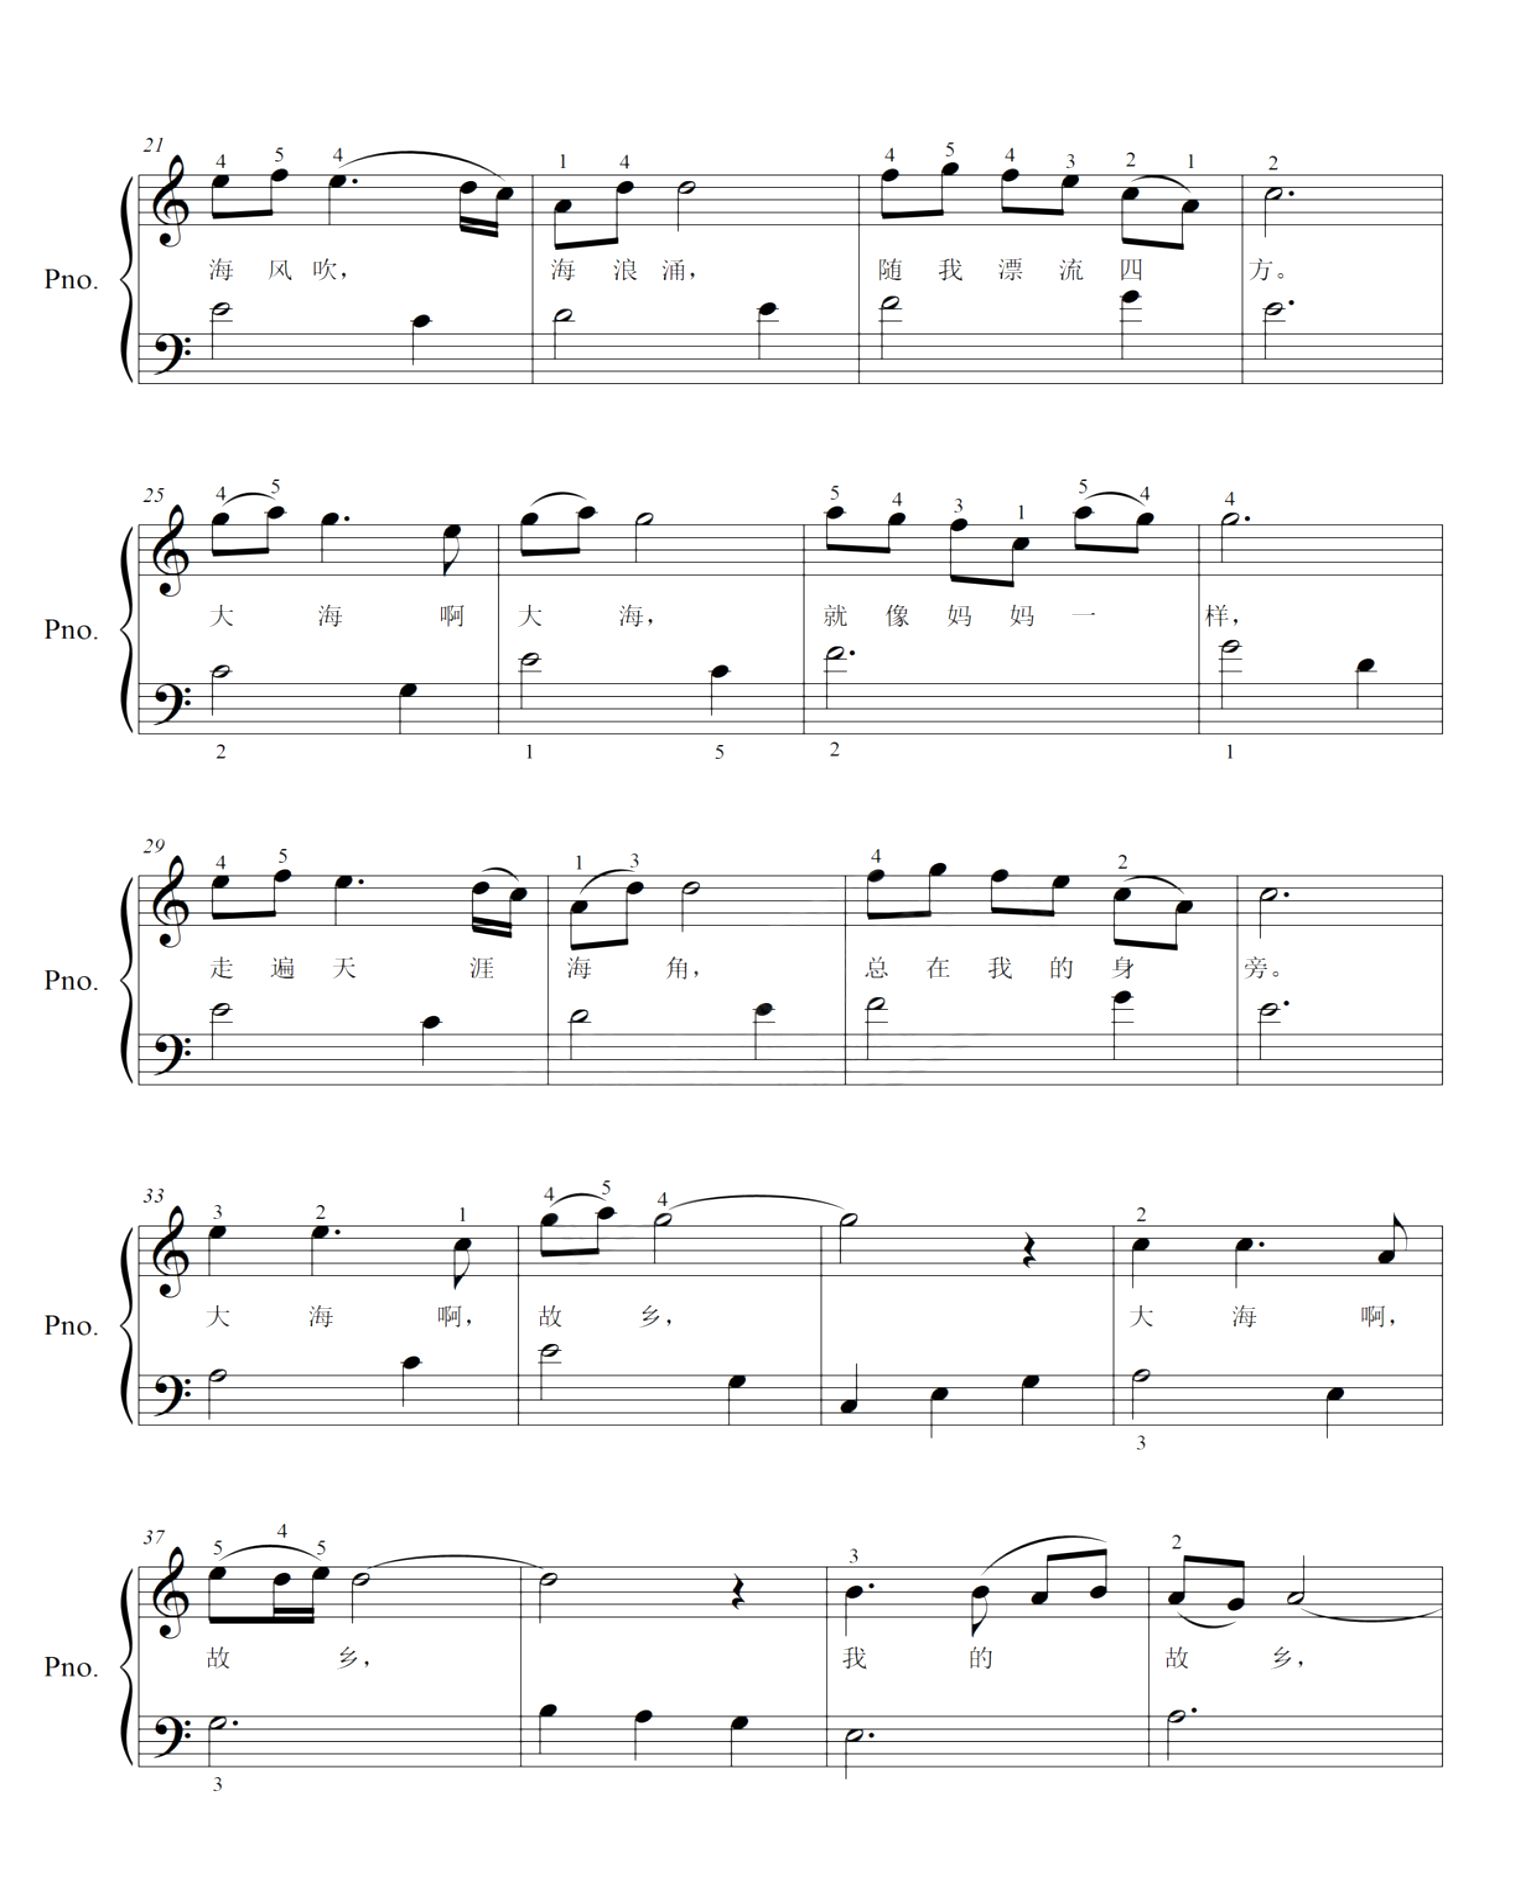 21
4 5 4 1 4 4 5 4 3 2 1 2
海 风 吹， 海 浪 涌， 随 我 漂 流 四 方。
Pno.
25
4 5 5 4 3 1 5 4 4
大 海 啊 大 海， 就 像 妈 妈 一 样，
Pno.
2 1 5 2 1
29
4 5 1 3 4 2
走 遍 天 涯 海 角， 总 在 我 的 身 旁。
Pno.
33
3 2 1 4 5 4 2
大 海 啊， 故 乡， 大 海 啊，
Pno.
3
37
5 4 5 3 2
故 乡， 我 的 故 乡，
Pno.
3